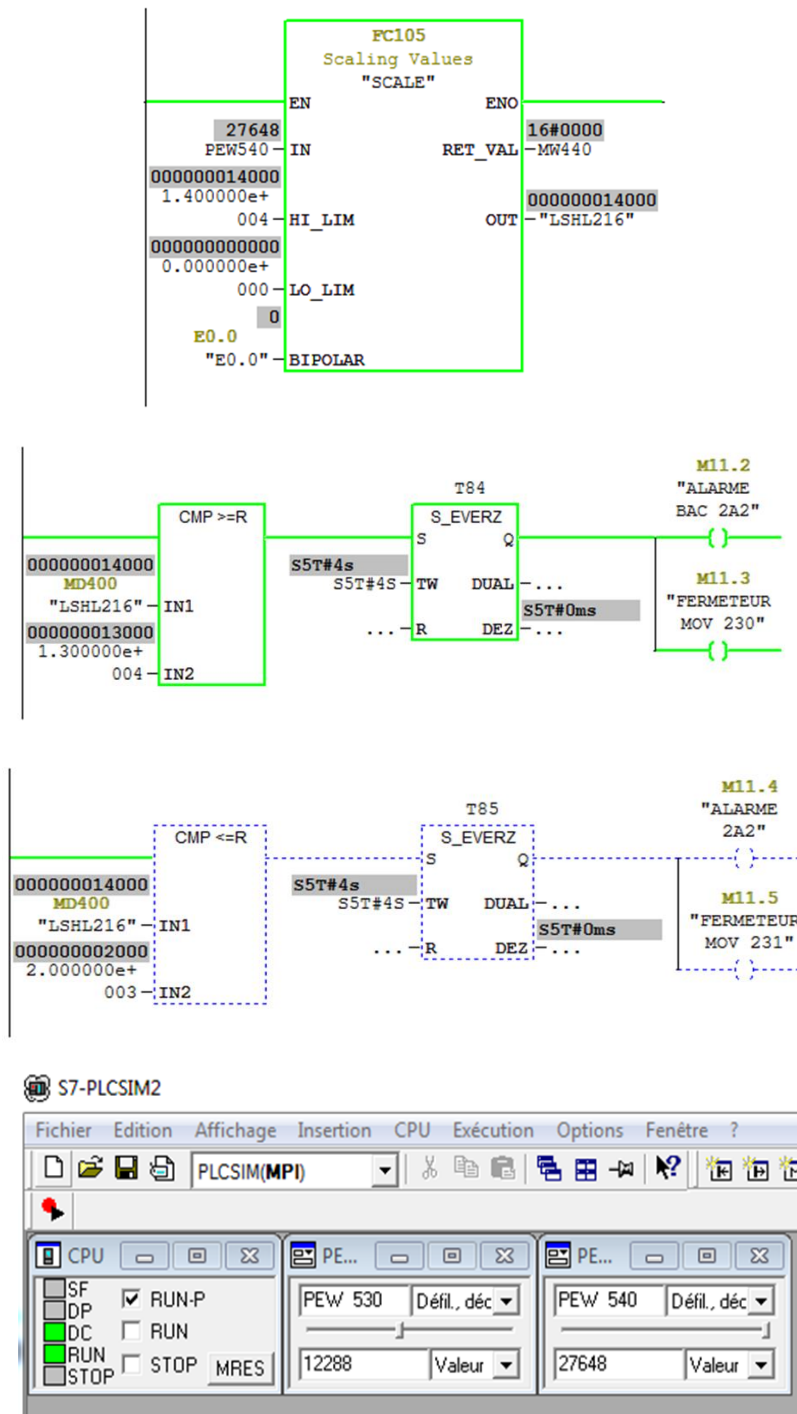 FC105
Scaling Values
"SCALE"
EN ENO
27648 16#0000
PEW540 IN RET_VAL MW440
000000014000
1.400000e+ 000000014000
004 HI_LIM OUT "LSHL216"
000000000000
0.000000e+
000 LO_LIM
0
E0.0
"E0.0" BIPOLAR
M11.2
T84 "ALARME
CMP >=R S_EVERZ BAC 2A2"
S Q
000000014000 S5T#4s
MD400 S5T#4S TW DUAL ... M11.3
"LSHL216" IN1 S5T#0ms "FERMETEUR
000000013000 ... R DEZ ... MOV 230"
1.300000e+
004 IN2
M11.4
T85 "ALARME
CMP <=R S_EVERZ 2A2"
S Q
000000014000 S5T#4s
MD400 S5T#4S TW DUAL ... M11.5
"LSHL216" IN1 S5T#0ms "FERMETEUR
000000002000 ... R DEZ ... MOV 231"
2.000000e+
003 IN2
S7-PLCSIM2
Fichier Edition Affichage Insertion CPU Exécution Options Fenêtre ?
PLCSIM(MPI)
CPU PE... PE...
SF
DP RUN-P PEW 530 Défil., déc PEW 540 Défil., déc
DC RUN
RUN STOP MRES 12288 Valeur 27648 Valeur
STOP